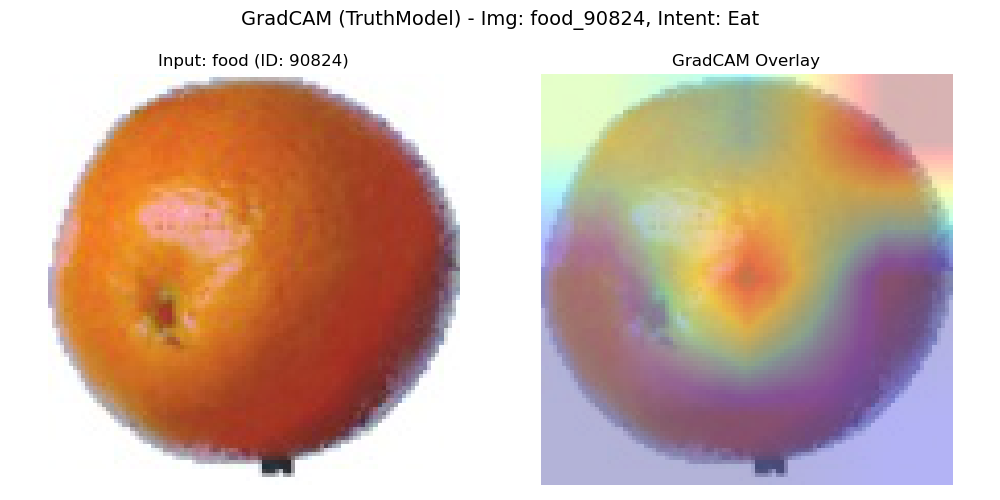 GradCAM (TruthModel) - Img: food_90824, Intent: Eat
Input: food (ID: 90824)
GradCAM Overlay